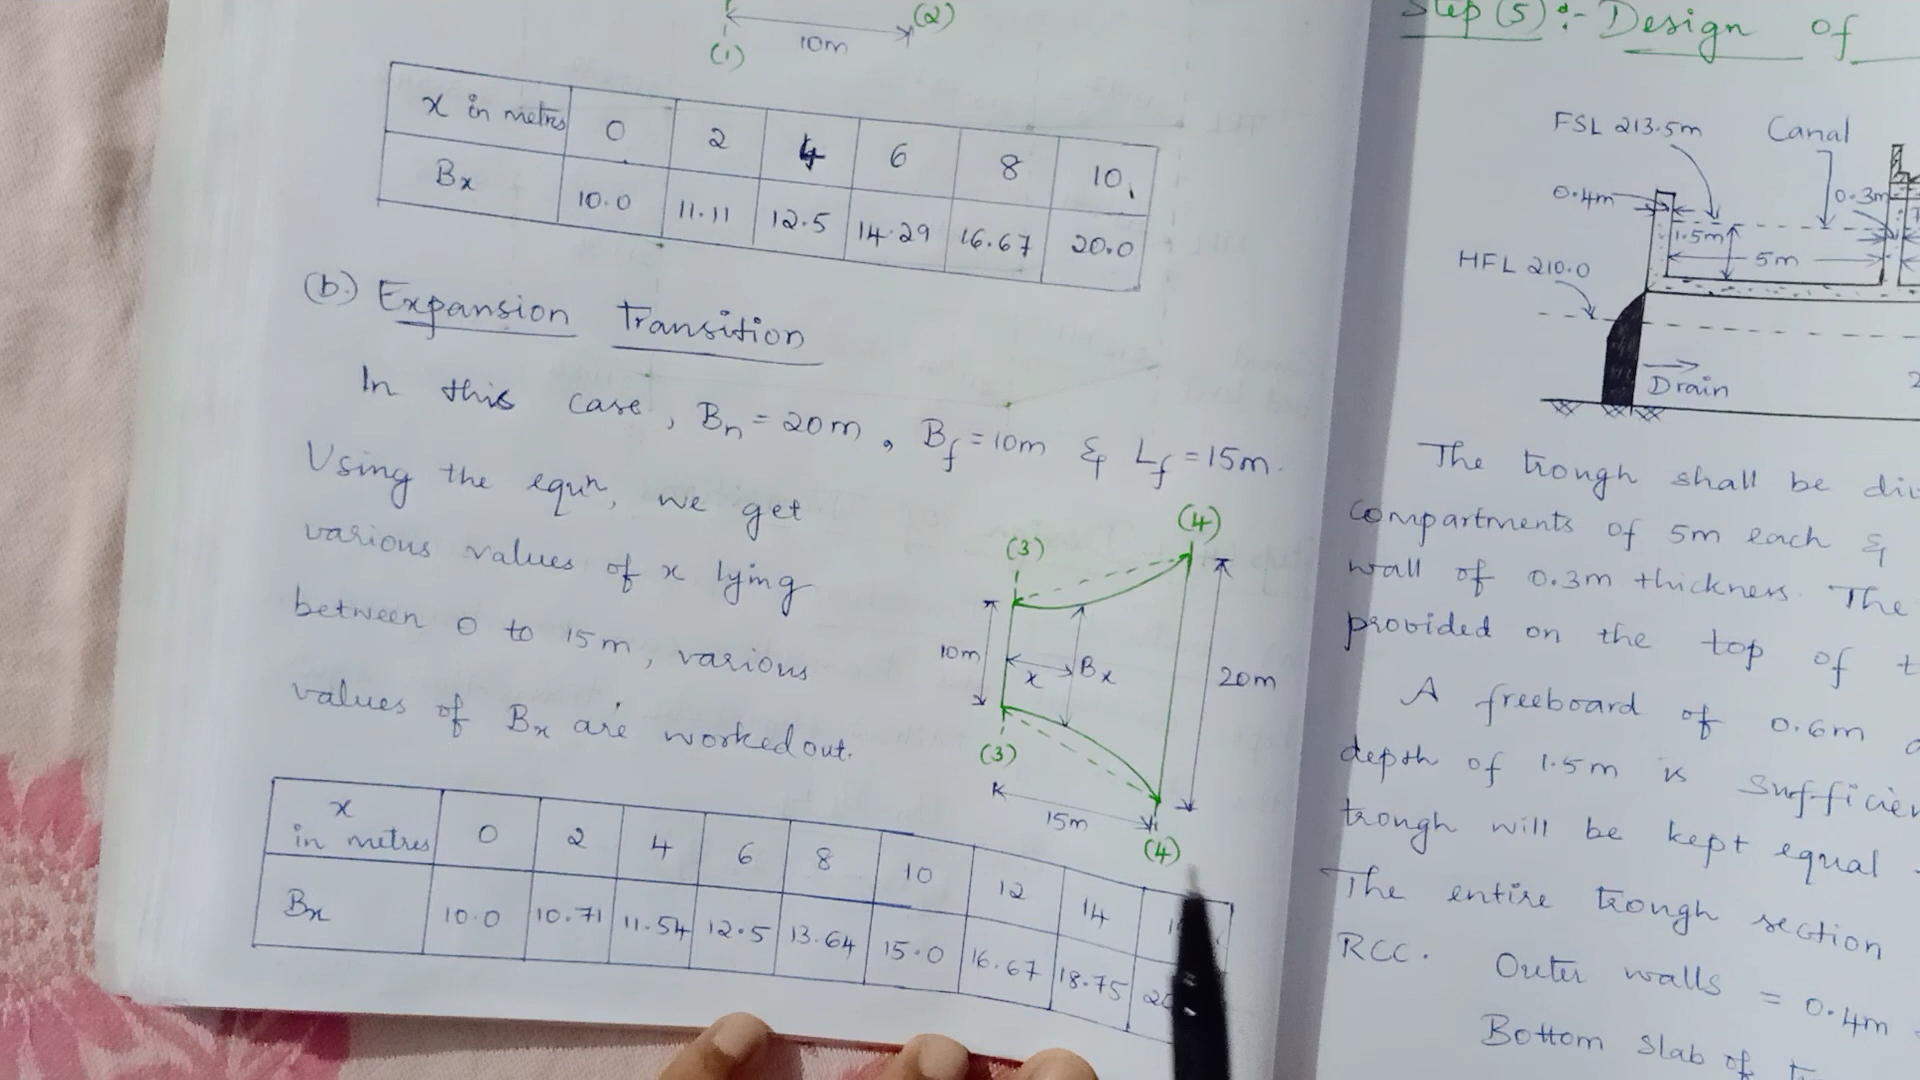 (2)
10m
(1)
x in metres 0 2 4 6 8 10
Bx 10.0 11.11 12.5 14.29 16.67 20.0
(b.) Expansion Transition
In this case, Bn = 20m, Bf = 10m & Lf = 15m.
Using the equn, we get
various values of x lying
between 0 to 15m, various
values of Bx are worked out.
(3) (4)
10m x Bx 20m
(3)
15m
(4)
x
in metres 0 2 4 6 8 10 12 14
Bx 10.0 10.71 11.54 12.5 13.64 15.0 16.67 18.75
Step (5) :- Design of
FSL 213.5m Canal
0.4m 0.3m
1.5m
5m
HFL 210.0
Drain
The trough shall be
compartments of 5m each &
wall of 0.3m thickness. The
provided on the top of
A freeboard of 0.6m
depth of 1.5m is
trough will be kept equal
The entire trough section
RCC. Outer walls = 0.4m
Bottom slab of